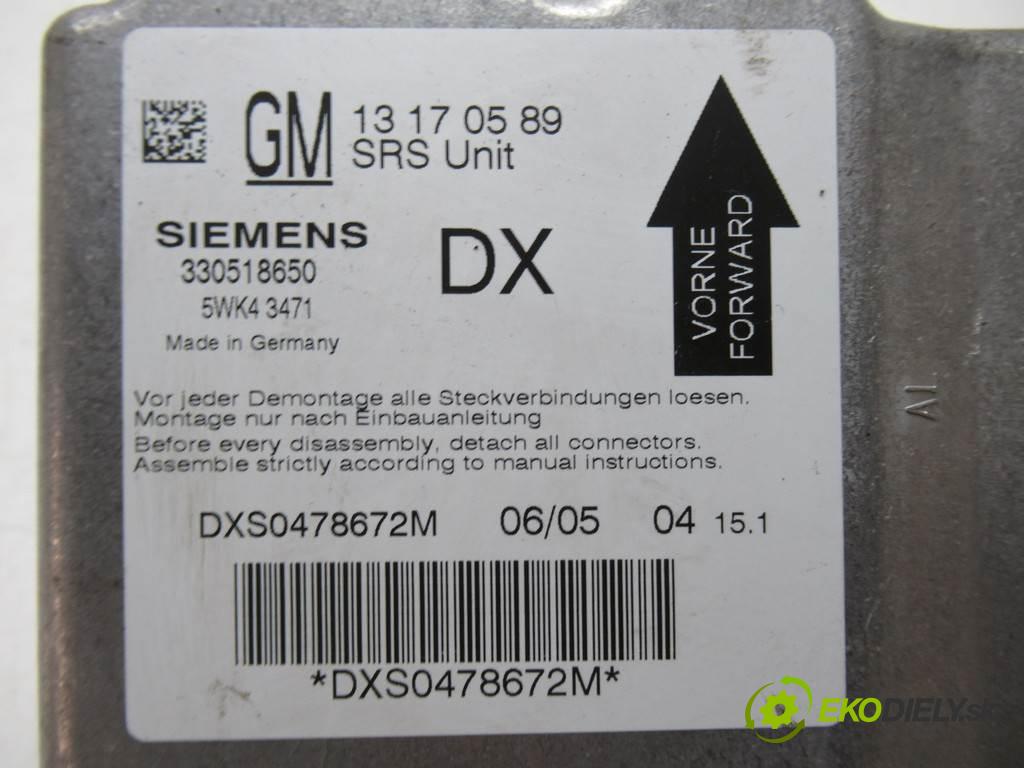 GM
13 17 05 89
SRS Unit
SIEMENS
330518650
5WK4 3471
Made in Germany
DX
VORNE
FORWARD
Vor jeder Demontage alle Steckverbindungen loesen.
Montage nur nach Einbauanleitung
Before every disassembly, detach all connectors.
Assemble strictly according to manual instructions.
DXS0478672M 06/05 04 15.1
*DXS0478672M*
AL
EKODIELY.sk